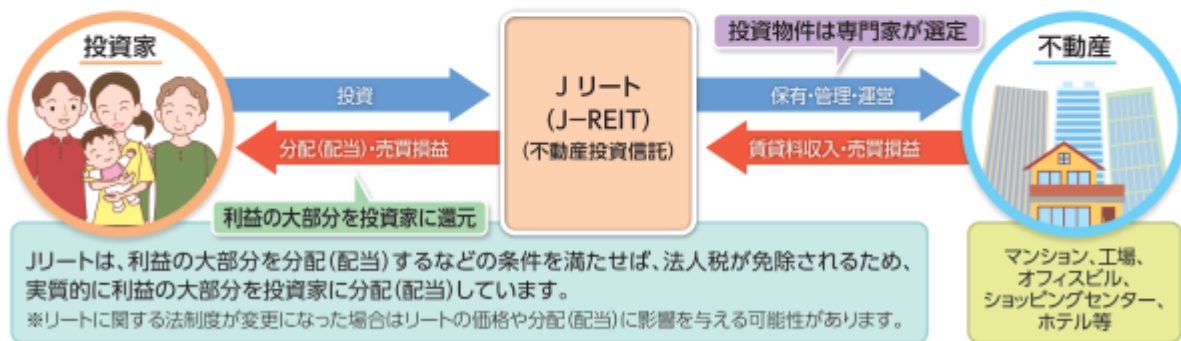 投資家
投資
分配(配当)・売買損益
利益の大部分を投資家に還元
Jリート
(J-REIT)
(不動産投資信託)
投資物件は専門家が選定
保有・管理・運営
賃貸料収入・売買損益
不動産
マンション、工場、
オフィスビル、
ショッピングセンター、
ホテル等
Jリートは、利益の大部分を分配(配当)するなどの条件を満たせば、法人税が免除されるため、
実質的に利益の大部分を投資家に分配(配当)しています。
※リートに関する法制度が変更になった場合はリートの価格や分配(配当)に影響を与える可能性があります。